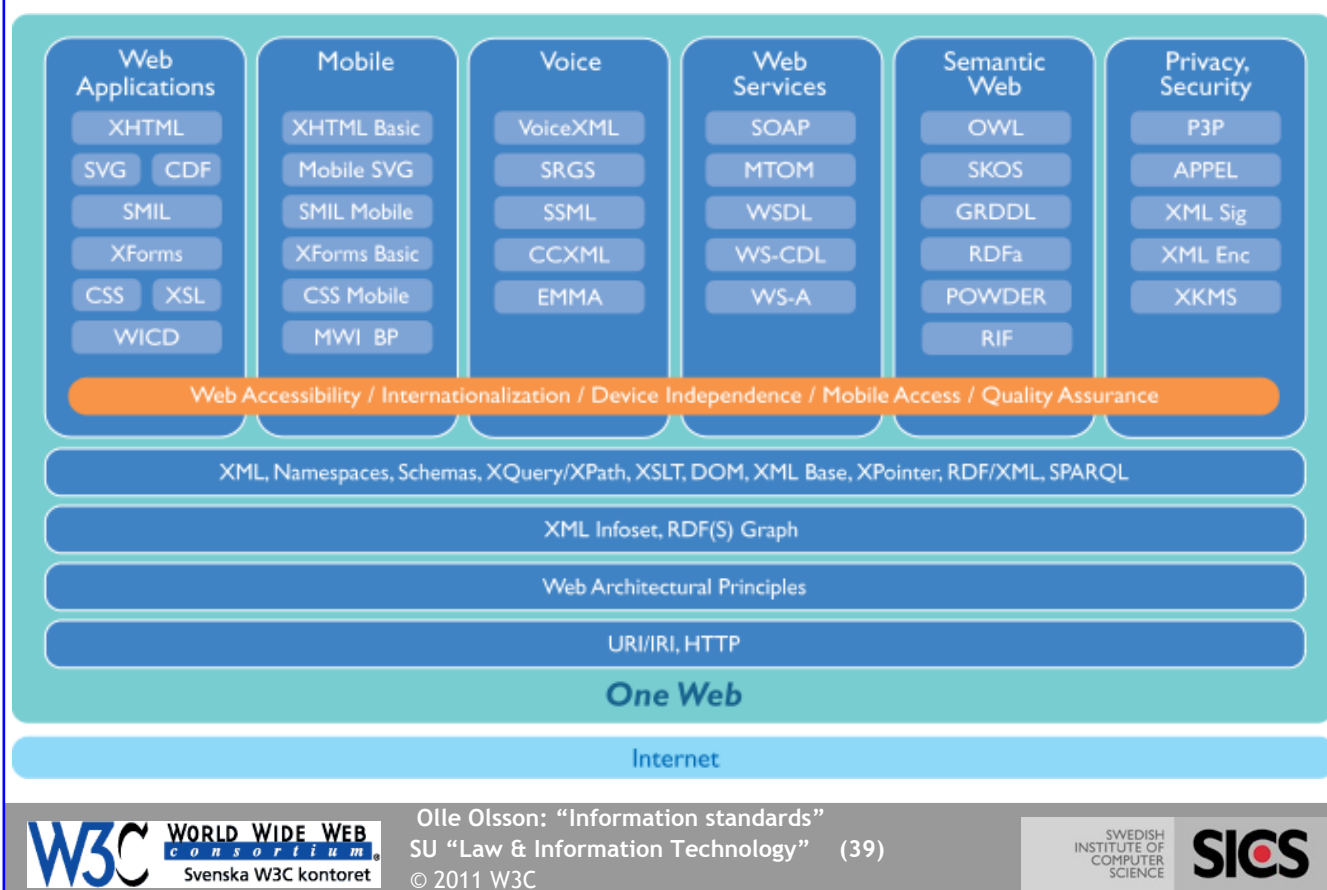 Web
Applications
XHTML
SVG CDF
SMIL
XForms
CSS XSL
WICD
Mobile
XHTML Basic
Mobile SVG
SMIL Mobile
XForms Basic
CSS Mobile
MWI BP
Voice
VoiceXML
SRGS
SSML
CCXML
EMMA
Web
Services
SOAP
MTOM
WSDL
WS-CDL
WS-A
Semantic
Web
OWL
SKOS
GRDDL
RDFa
POWDER
RIF
Privacy,
Security
P3P
APPEL
XML Sig
XML Enc
XKMS
Web Accessibility / Internationalization / Device Independence / Mobile Access / Quality Assurance
XML, Namespaces, Schemas, XQuery/XPath, XSLT, DOM, XML Base, XPointer, RDF/XML, SPARQL
XML Infoset, RDF(S) Graph
Web Architectural Principles
URI/IRI, HTTP
One Web
Internet
W3C WORLD WIDE WEB
consortium®
Svenska W3C kontoret
Olle Olsson: “Information standards”
SU “Law & Information Technology” (39)
© 2011 W3C
SWEDISH
INSTITUTE OF
COMPUTER
SCIENCE
SICS